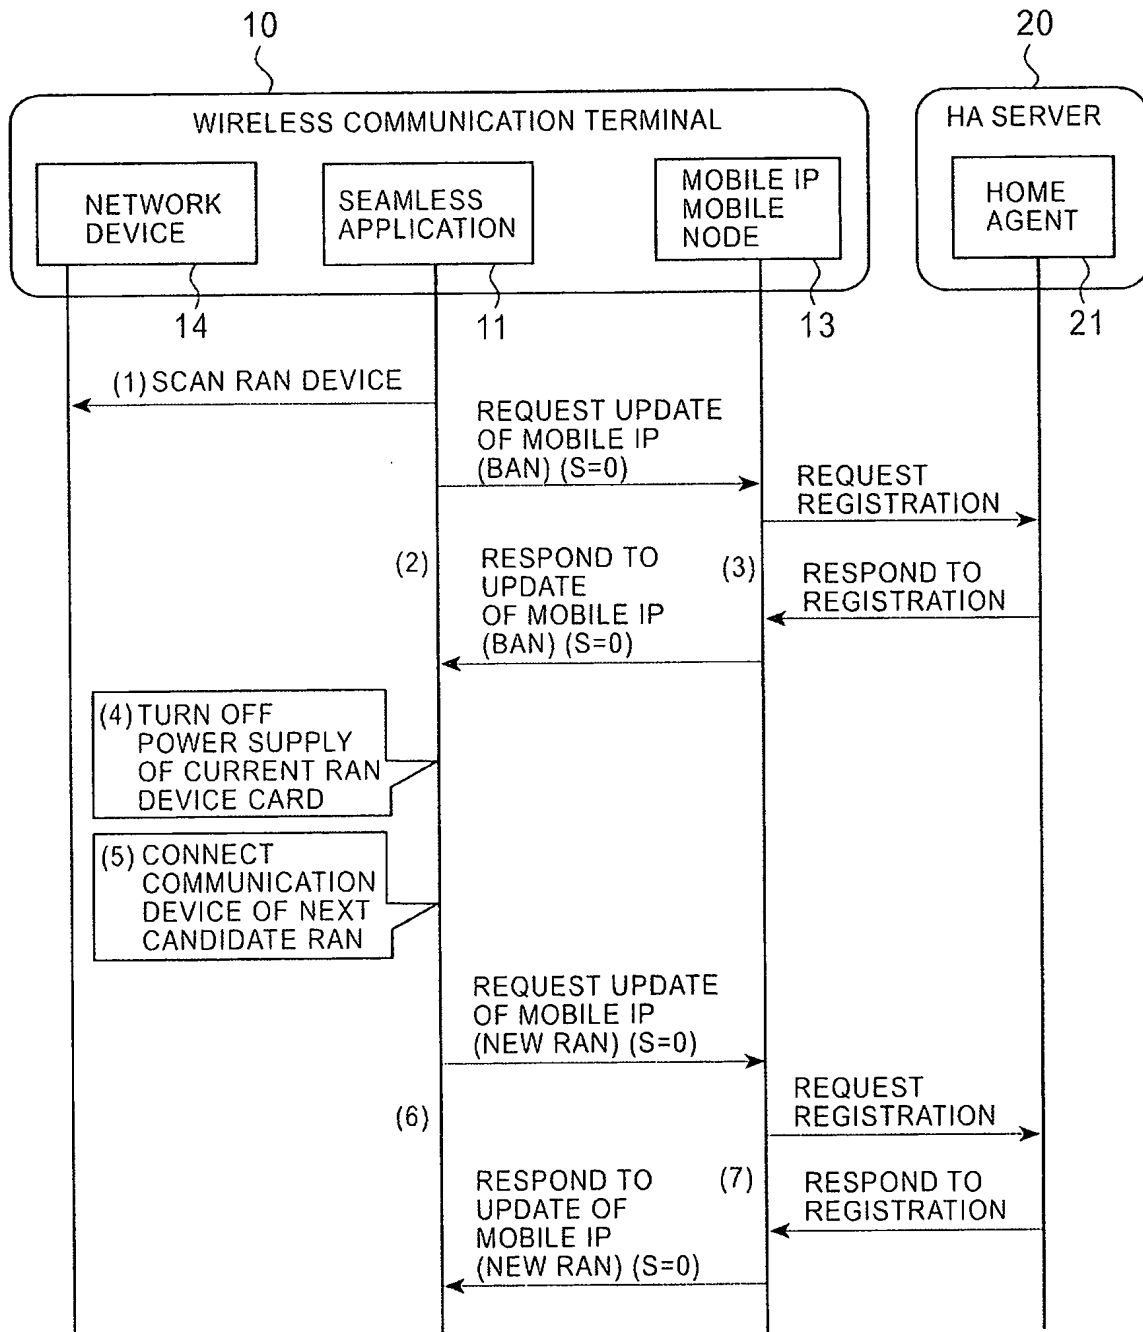 10
20
WIRELESS COMMUNICATION TERMINAL
HA SERVER
NETWORK
DEVICE
SEAMLESS
APPLICATION
MOBILE IP
MOBILE
NODE
HOME
AGENT
14
11
13
21
(1) SCAN RAN DEVICE
REQUEST UPDATE
OF MOBILE IP
(BAN) (S=0)
REQUEST
REGISTRATION
(2)
RESPOND TO
UPDATE
OF MOBILE IP
(BAN) (S=0)
(3)
RESPOND TO
REGISTRATION
(4) TURN OFF
POWER SUPPLY
OF CURRENT RAN
DEVICE CARD
(5) CONNECT
COMMUNICATION
DEVICE OF NEXT
CANDIDATE RAN
REQUEST UPDATE
OF MOBILE IP
(NEW RAN) (S=0)
REQUEST
REGISTRATION
(6)
RESPOND TO
UPDATE OF
MOBILE IP
(NEW RAN) (S=0)
(7)
RESPOND TO
REGISTRATION